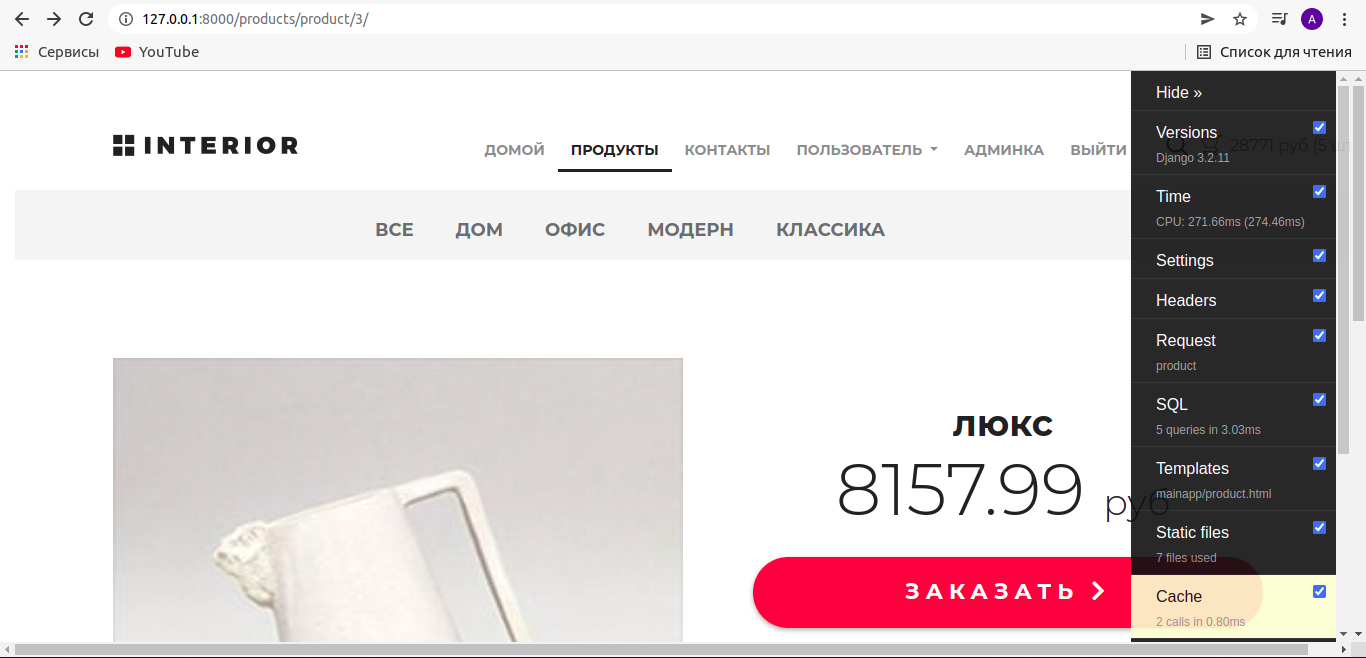 127.0.0.1:8000/products/product/3/
A
Сервисы YouTube Список для чтения
INTERIOR
ДОМОЙ ПРОДУКТЫ КОНТАКТЫ ПОЛЬЗОВАТЕЛЬ АДМИНКА ВЫЙТИ 28771 руб (5
ВСЕ ДОМ ОФИС МОДЕРН КЛАССИКА
ЛЮКС
8157.99 руб
ЗАКАЗАТЬ
Hide »
Versions
Django 3.2.11
Time
CPU: 271.66ms (274.46ms)
Settings
Headers
Request
product
SQL
5 queries in 3.03ms
Templates
mainapp/product.html
Static files
7 files used
Cache
2 calls in 0.80ms